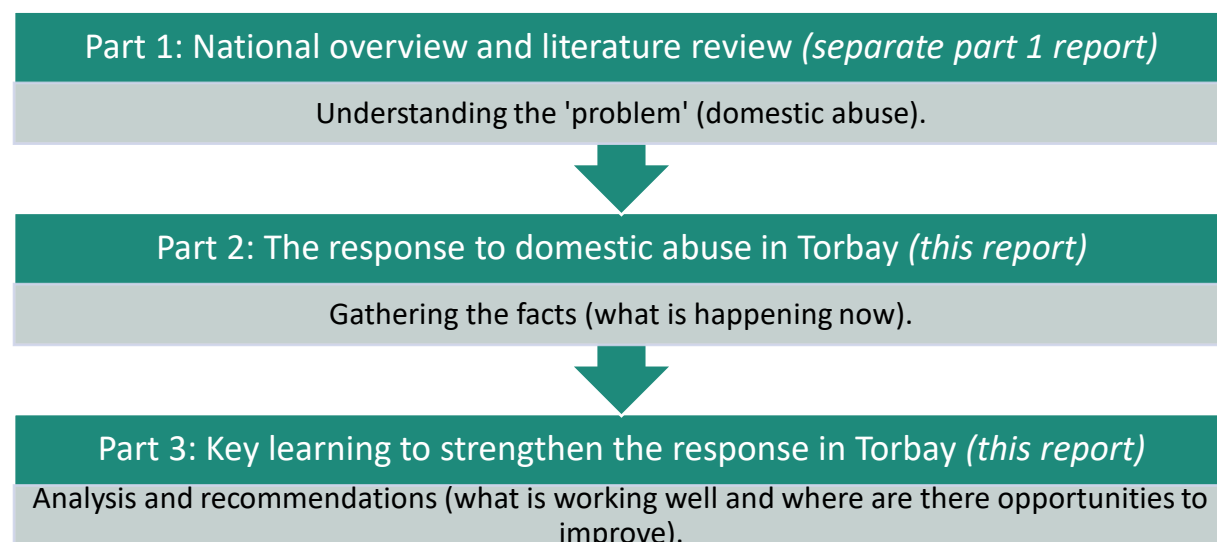 Part 1: National overview and literature review (separate part 1 report)
Understanding the 'problem' (domestic abuse).
Part 2: The response to domestic abuse in Torbay (this report)
Gathering the facts (what is happening now).
Part 3: Key learning to strengthen the response in Torbay (this report)
Analysis and recommendations (what is working well and where are there opportunities to
improve).